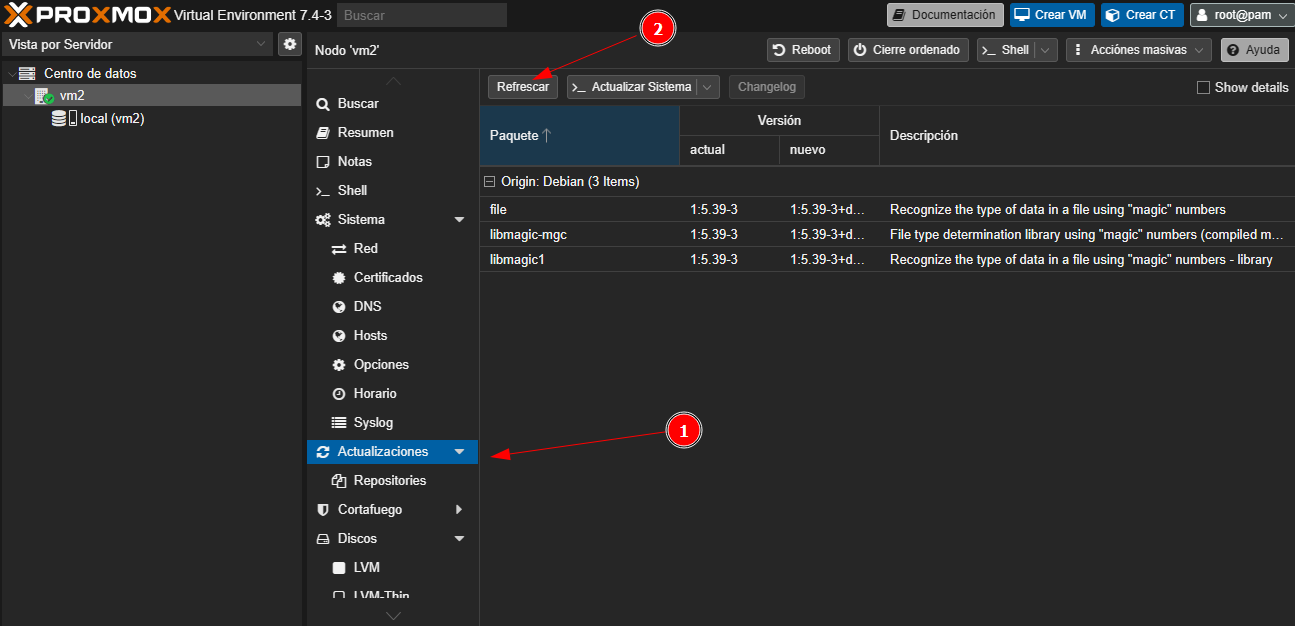 PROXMOX Virtual Environment 7.4-3 Buscar Documentación Crear VM Crear CT root@pam
Vista por Servidor
Centro de datos
vm2
local (vm2)
Nodo 'vm2' Reboot Cierre ordenado >_ Shell Acciónes masivas Ayuda
2
Buscar
Resumen
Notas
>_ Shell
Sistema
Red
Certificados
DNS
Hosts
Opciones
Horario
Syslog
Actualizaciones
Repositories
Cortafuego
Discos
LVM
LVM-Thin
1
Refrescar >_ Actualizar Sistema Changelog Show details
Paquete ↑ Versión Descripción
actual nuevo
Origin: Debian (3 Items)
file 1:5.39-3 1:5.39-3+d... Recognize the type of data in a file using "magic" numbers
libmagic-mgc 1:5.39-3 1:5.39-3+d... File type determination library using "magic" numbers (compiled m...
libmagic1 1:5.39-3 1:5.39-3+d... Recognize the type of data in a file using "magic" numbers - library